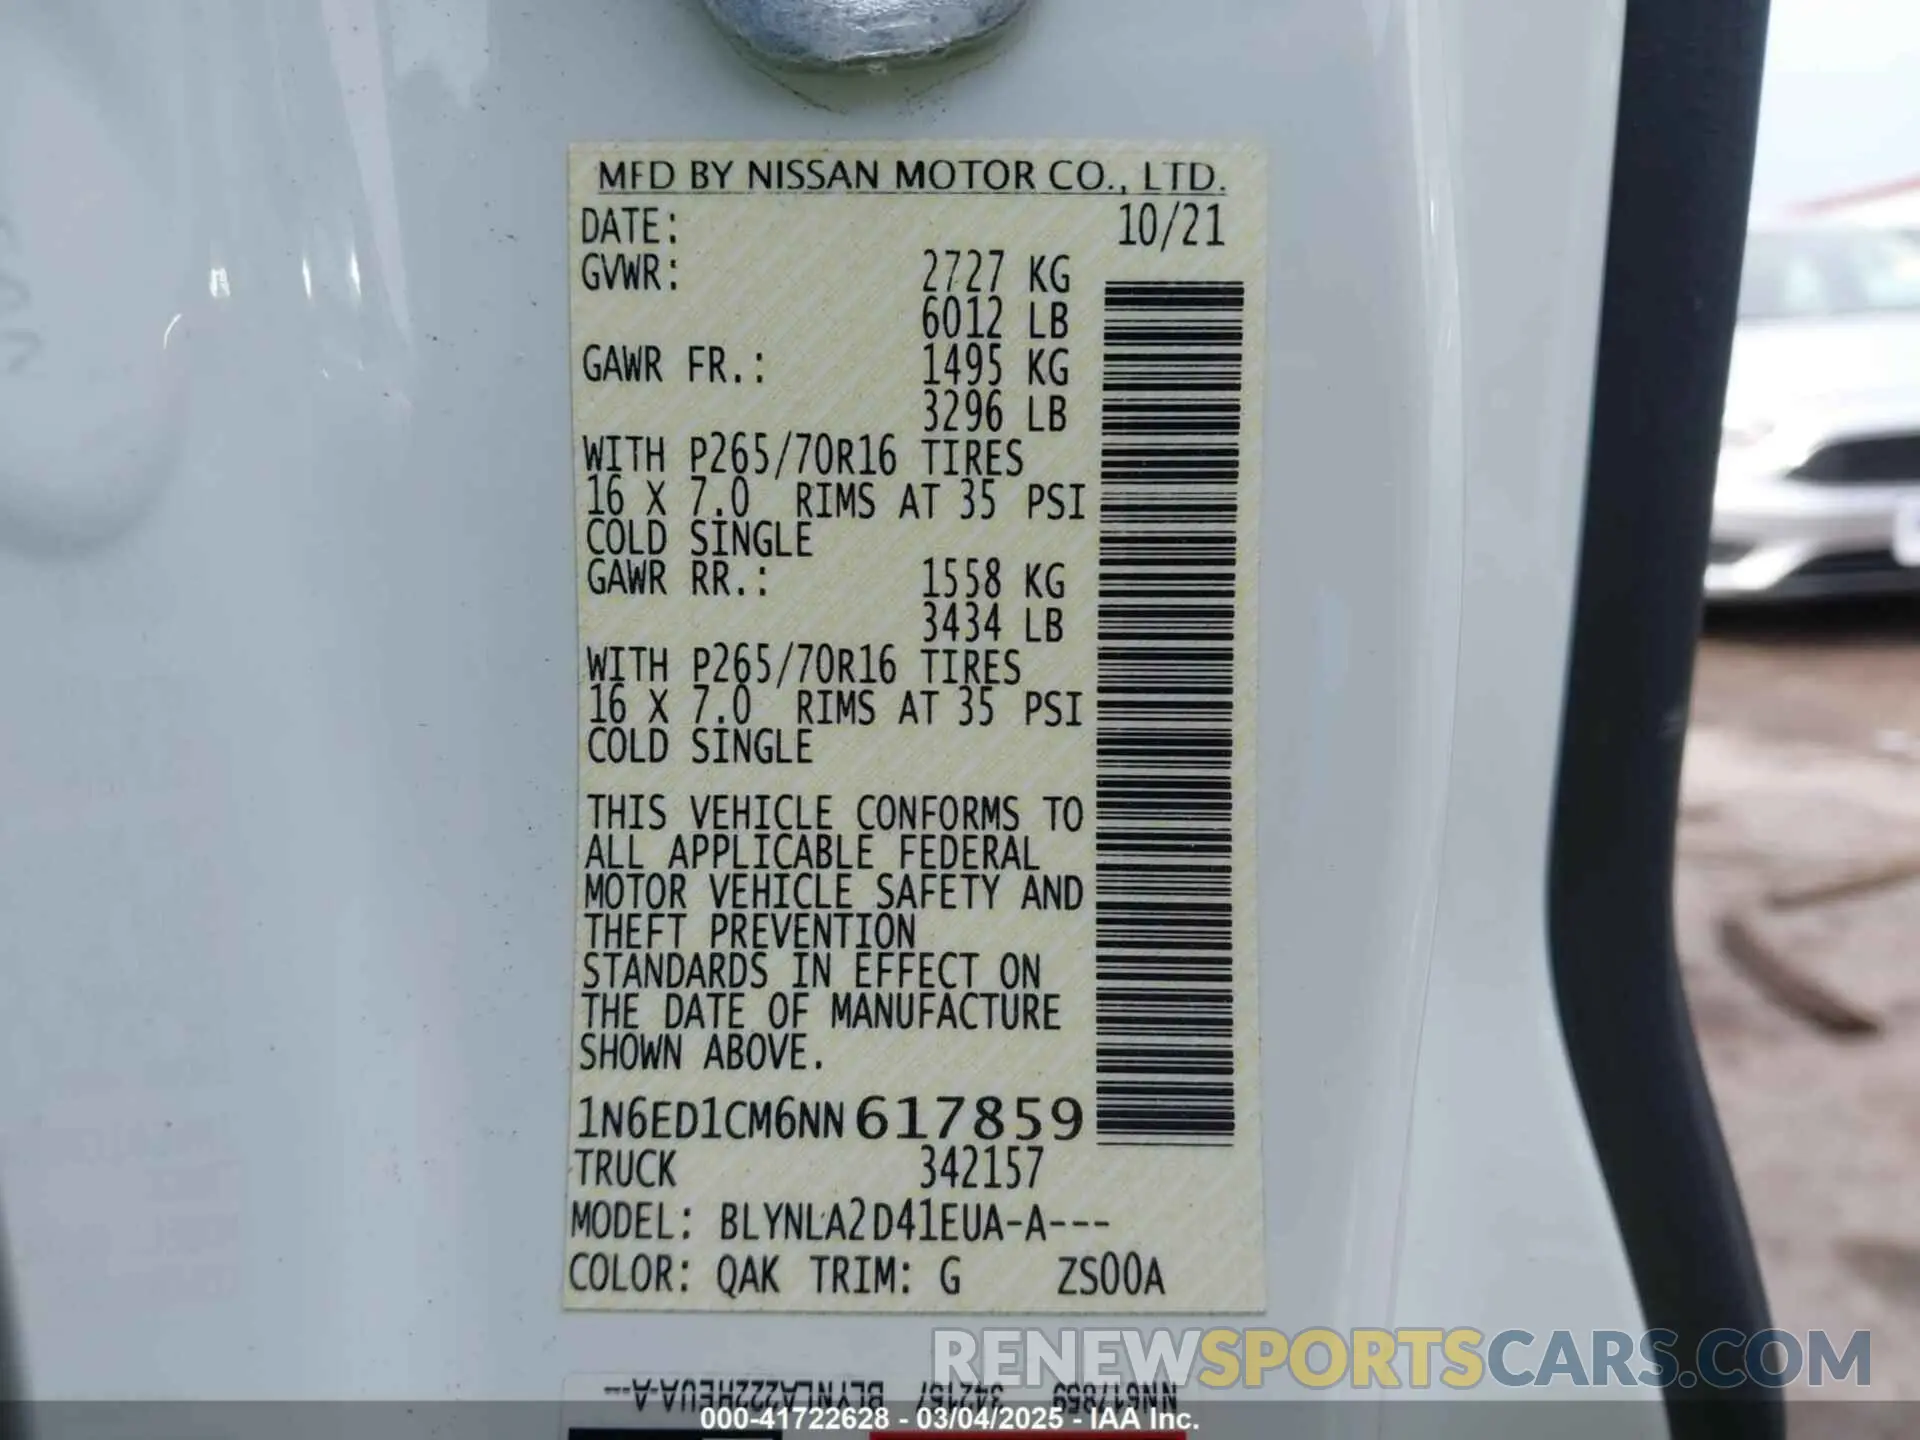 MFD BY NISSAN MOTOR CO., LTD.
DATE: 10/21
GVWR: 2727 KG
6012 LB
GAWR FR.: 1495 KG
3296 LB
WITH P265/70R16 TIRES
16 X 7.0 RIMS AT 35 PSI
COLD SINGLE
GAWR RR.: 1558 KG
3434 LB
WITH P265/70R16 TIRES
16 X 7.0 RIMS AT 35 PSI
COLD SINGLE
THIS VEHICLE CONFORMS TO
ALL APPLICABLE FEDERAL
MOTOR VEHICLE SAFETY AND
THEFT PREVENTION
STANDARDS IN EFFECT ON
THE DATE OF MANUFACTURE
SHOWN ABOVE.
1N6ED1CM6NN617859
TRUCK 342157
MODEL: BLYNLA2D41EUA-A---
COLOR: QAK TRIM: G ZS00A
RENEWSPORTSCARS.COM
NN617859 342157 BLYNLA222HEUA-A---
000-41722628 - 03/04/2025 - IAA Inc.